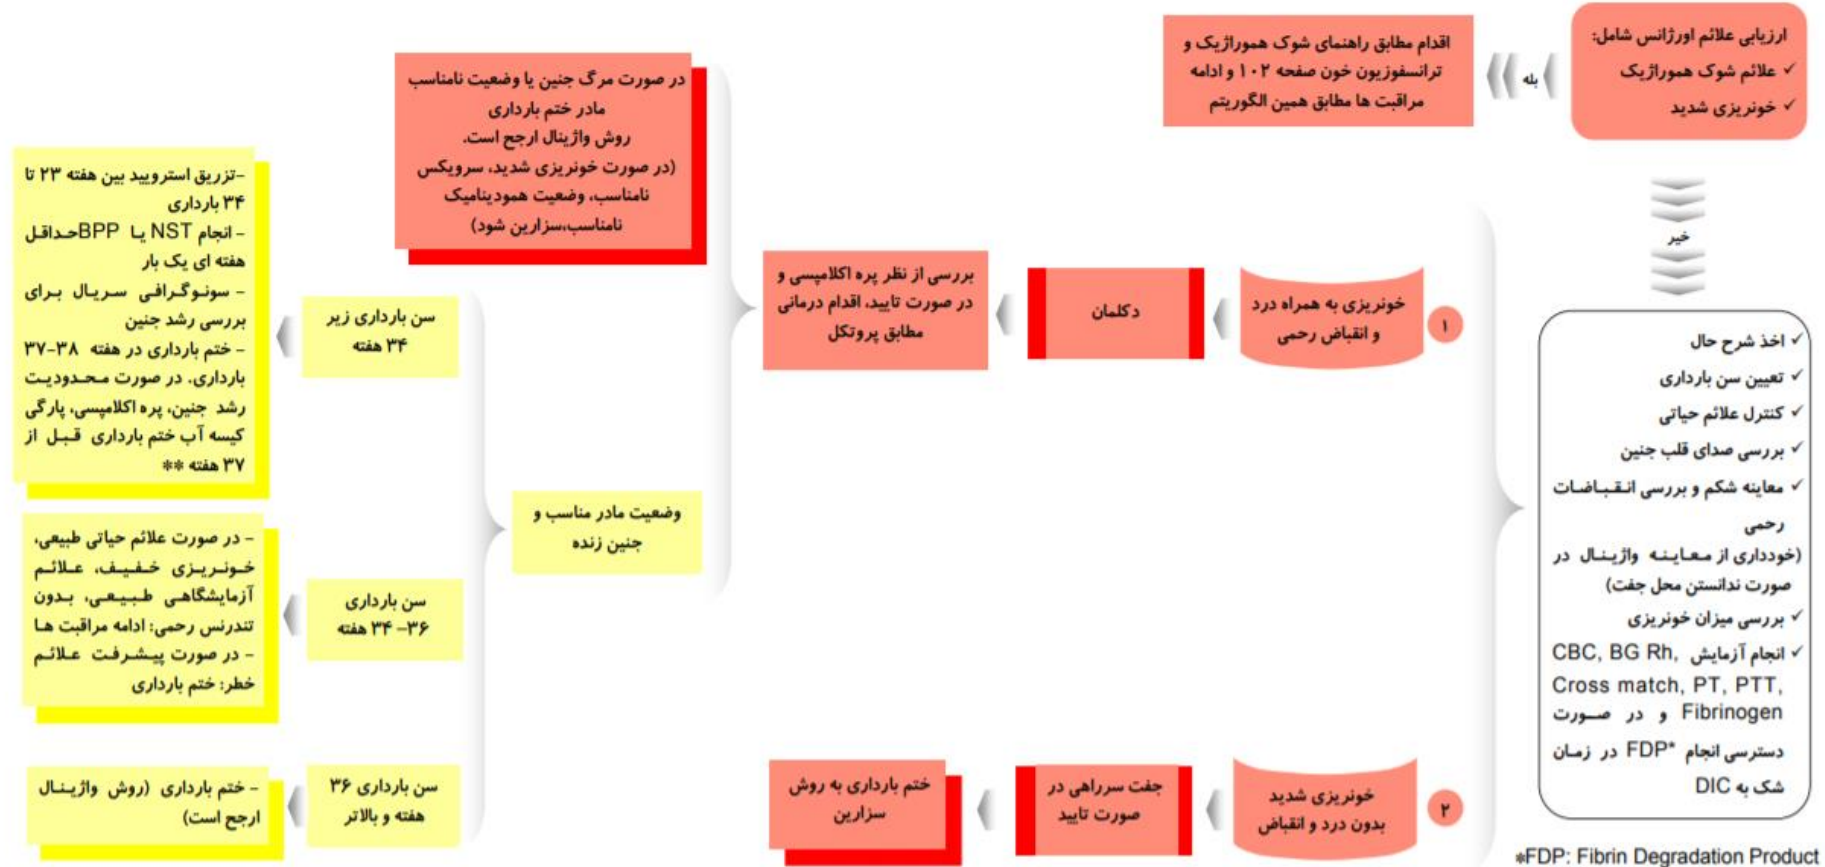 ارزیابی علائم اورژانس شامل:
✓ علائم شوک هموراژیک
✓ خونریزی شدید
بله
اقدام مطابق راهنمای شوک هموراژیک و
ترانسفوزیون خون صفحه ۱۰۲ و ادامه
مراقبت ها مطابق همین الگوریتم
خیر
✓ اخذ شرح حال
✓ تعیین سن بارداری
✓ کنترل علائم حیاتی
✓ بررسی صدای قلب جنین
✓ معاینه شکم و بررسی انقباضات
رحمی
(خودداری از معاینه واژینال در
صورت ندانستن محل جفت)
✓ بررسی میزان خونریزی
✓ انجام آزمایش CBC, BG Rh,
Cross match, PT, PTT,
Fibrinogen و در صورت
دسترسی انجام FDP* در زمان
شک به DIC
*FDP: Fibrin Degradation Product
۱
خونریزی به همراه درد
و انقباض رحمی
دکلمان
بررسی از نظر پره اکلامپسی و
در صورت تایید، اقدام درمانی
مطابق پروتکل
در صورت مرگ جنین یا وضعیت نامناسب
مادر ختم بارداری
روش واژینال ارجح است.
(در صورت خونریزی شدید، سرویکس
نامناسب، وضعیت همودینامیک
نامناسب،سزارین شود)
وضعیت مادر مناسب و
جنین زنده
سن بارداری زیر
۳۴ هفته
-تزریق استرویید بین هفته ۲۳ تا
۳۴ بارداری
- انجام NST یا BPPحداقل
هفته ای یک بار
- سونوگرافی سریال برای
بررسی رشد جنین
- ختم بارداری در هفته ۳۸-۳۷
بارداری. در صورت محدودیت
رشد جنین، پره اکلامپسی، پارگی
کیسه آب ختم بارداری قبل از
۳۷ هفته **
سن بارداری
۳۶- ۳۴ هفته
- در صورت علائم حیاتی طبیعی،
خونریزی خفیف، علائم
آزمایشگاهی طبیعی، بدون
تندرنس رحمی: ادامه مراقبت ها
- در صورت پیشرفت علائم
خطر: ختم بارداری
سن بارداری ۳۶
هفته و بالاتر
- ختم بارداری (روش واژینال
ارجح است)
۲
خونریزی شدید
بدون درد و انقباض
جفت سرراهی در
صورت تایید
ختم بارداری به روش
سزارین